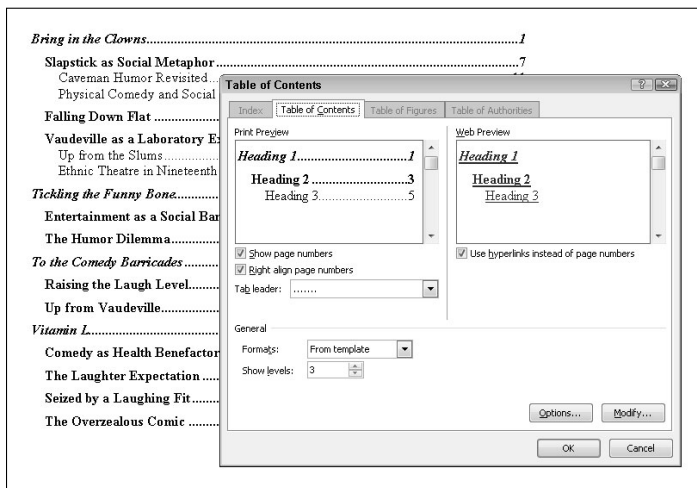 Bring in the Clowns.....1
Slapstick as Social Metaphor.....7
Caveman Humor Revisited...
Physical Comedy and Social
Falling Down Flat .....
Vaudeville as a Laboratory
Up from the Slums.....
Ethnic Theatre in Nineteenth
Tickling the Funny Bone.....
Entertainment as a Social
The Humor Dilemma.....
To the Comedy Barricades .....
Raising the Laugh Level.....
Up from Vaudeville.....
Vitamin L.....
Comedy as Health Benefactor
The Laughter Expectation .....
Seized by a Laughing Fit.....
The Overzealous Comic .....
Table of Contents
Index
Table of Contents
Table of Figures
Table of Authorities
Print Preview
Heading 1.....1
Heading 2.....3
Heading 3.....5
Show page numbers
Right align page numbers
Tab leader: .......
Web Preview
Heading 1
Heading 2
Heading 3
Use hyperlinks instead of page numbers
General
Formats: From template
Show levels: 3
Options... Modify...
OK Cancel